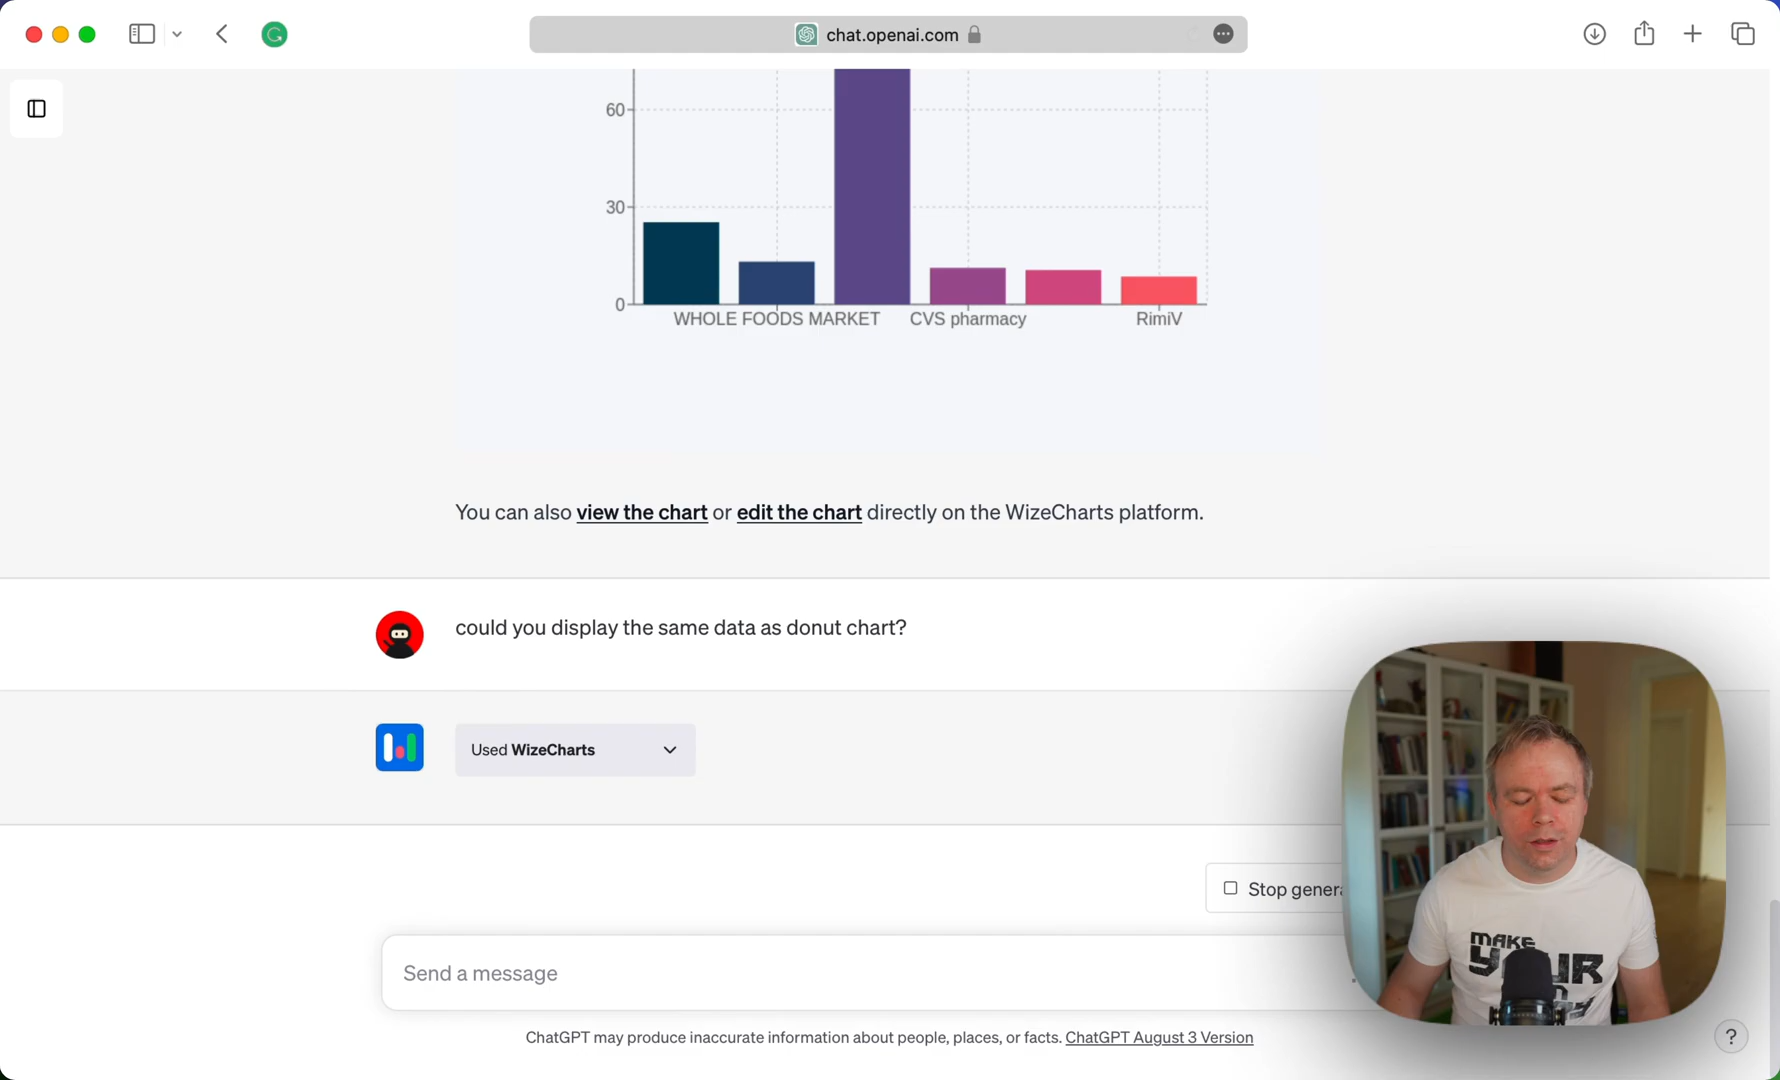 chat.openai.com
60
30
0
WHOLE FOODS MARKET
CVS pharmacy
RimiV
You can also view the chart or edit the chart directly on the WizeCharts platform.
could you display the same data as donut chart?
Used WizeCharts
Stop genera
MAKE
Send a message
ChatGPT may produce inaccurate information about people, places, or facts. ChatGPT August 3 Version
?